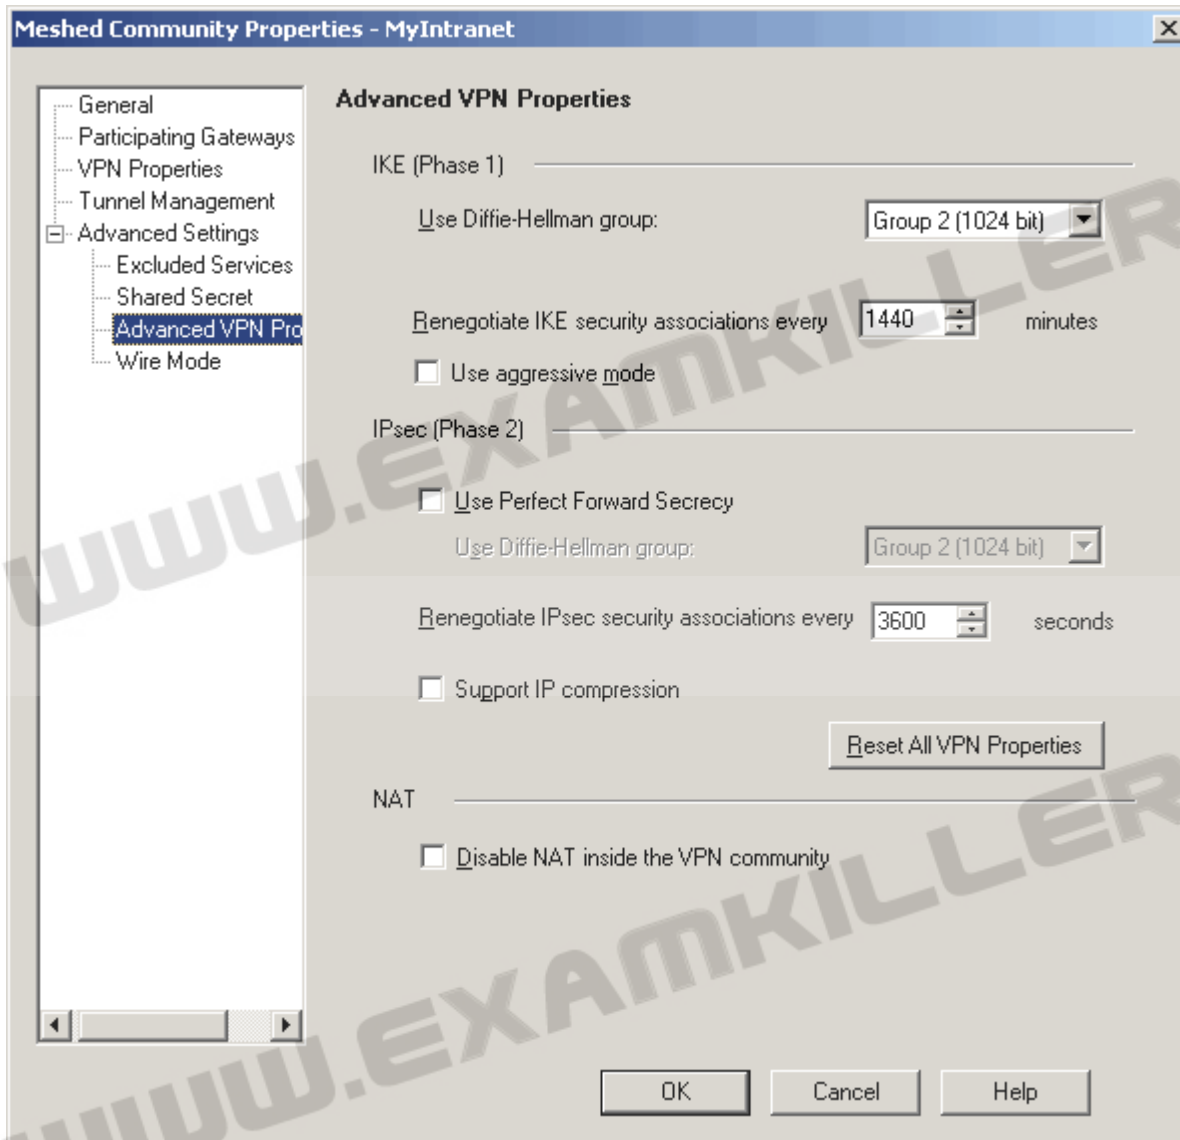 Meshed Community Properties - MyIntranet
General
Participating Gateways
VPN Properties
Tunnel Management
Advanced Settings
Excluded Services
Shared Secret
Advanced VPN Pro
Wire Mode
Advanced VPN Properties
IKE (Phase 1)
Use Diffie-Hellman group: Group 2 (1024 bit)
Renegotiate IKE security associations every 1440 minutes
Use aggressive mode
IPsec (Phase 2)
Use Perfect Forward Secrecy
Use Diffie-Hellman group: Group 2 (1024 bit)
Renegotiate IPsec security associations every 3600 seconds
Support IP compression
Reset All VPN Properties
NAT
Disable NAT inside the VPN community
OK Cancel Help
WWW.EXAMKILLER
WWW.EXAMKILLER